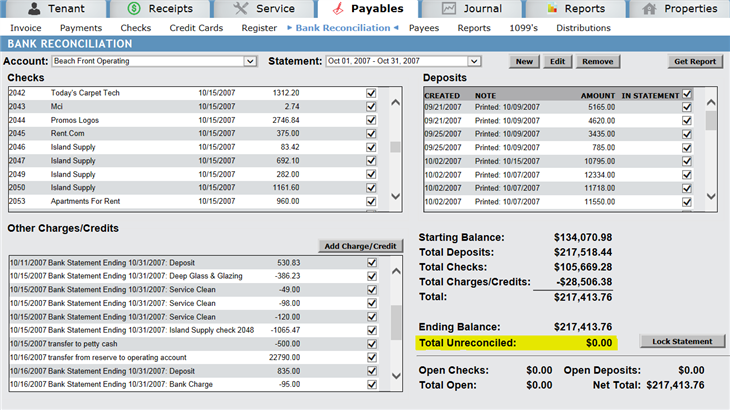 Tenant Receipts Service Payables Journal Reports Properties
Invoice Payments Checks Credit Cards Register Bank Reconciliation Payees Reports 1099's Distributions
BANK RECONCILIATION
Account: Beach Front Operating Statement: Oct 01, 2007 - Oct 31, 2007 New Edit Remove Get Report
Checks
2042 Today's Carpet Tech 10/15/2007 1312.20
2043 Mci 10/15/2007 2.74
2044 Promos Logos 10/15/2007 2746.84
2045 Rent Com 10/15/2007 375.00
2046 Island Supply 10/15/2007 83.42
2047 Island Supply 10/15/2007 692.10
2049 Island Supply 10/15/2007 282.00
2050 Island Supply 10/15/2007 1161.60
2053 Apartments For Rent 10/15/2007 960.00
Deposits
CREATED NOTE AMOUNT IN STATEMENT
09/21/2007 Printed: 10/09/2007 5165.00
09/21/2007 Printed: 10/07/2007 4620.00
09/25/2007 Printed: 10/09/2007 3435.00
09/25/2007 Printed: 10/07/2007 785.00
10/02/2007 Printed: 10/15/2007 10795.00
10/02/2007 Printed: 10/07/2007 12334.00
10/02/2007 Printed: 10/07/2007 11718.00
10/02/2007 Printed: 10/07/2007 11550.00
Other Charges/Credits
Add Charge/Credit
10/11/2007 Bank Statement Ending 10/31/2007: Deposit 530.83
10/15/2007 Bank Statement Ending 10/31/2007: Deep Glass & Glazing -386.23
10/15/2007 Bank Statement Ending 10/31/2007: Service Clean -49.00
10/15/2007 Bank Statement Ending 10/31/2007: Service Clean -98.00
10/15/2007 Bank Statement Ending 10/31/2007: Service Clean -120.00
10/15/2007 Bank Statement Ending 10/31/2007: Island Supply check 2048 -1065.47
10/15/2007 transfer to petty cash -500.00
10/16/2007 transfer from reserve to operating account 22790.00
10/16/2007 Bank Statement Ending 10/31/2007: Deposit 835.00
10/16/2007 Bank Statement Ending 10/31/2007: Bank Charge -95.00
Starting Balance: $134,070.98
Total Deposits: $217,518.44
Total Checks: $105,669.28
Total Charges/Credits: -$28,506.38
Total: $217,413.76
Ending Balance: $217,413.76
Total Unreconciled: $0.00 Lock Statement
Open Checks: $0.00 Open Deposits: $0.00
Total Open: $0.00 Net Total: $217,413.76